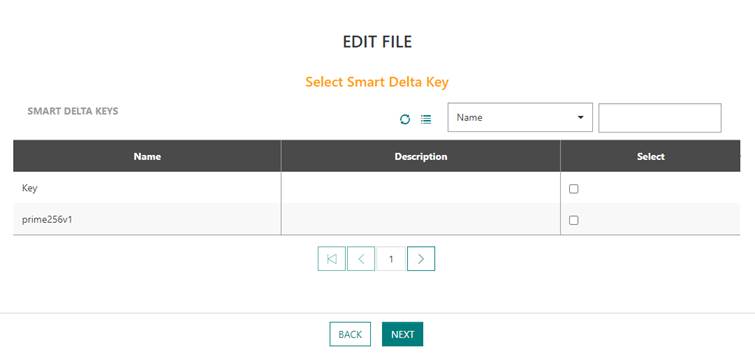 EDIT FILE
Select Smart Delta Key
SMART DELTA KEYS
Name
Name Description Select
Key
prime256v1
1
BACK NEXT